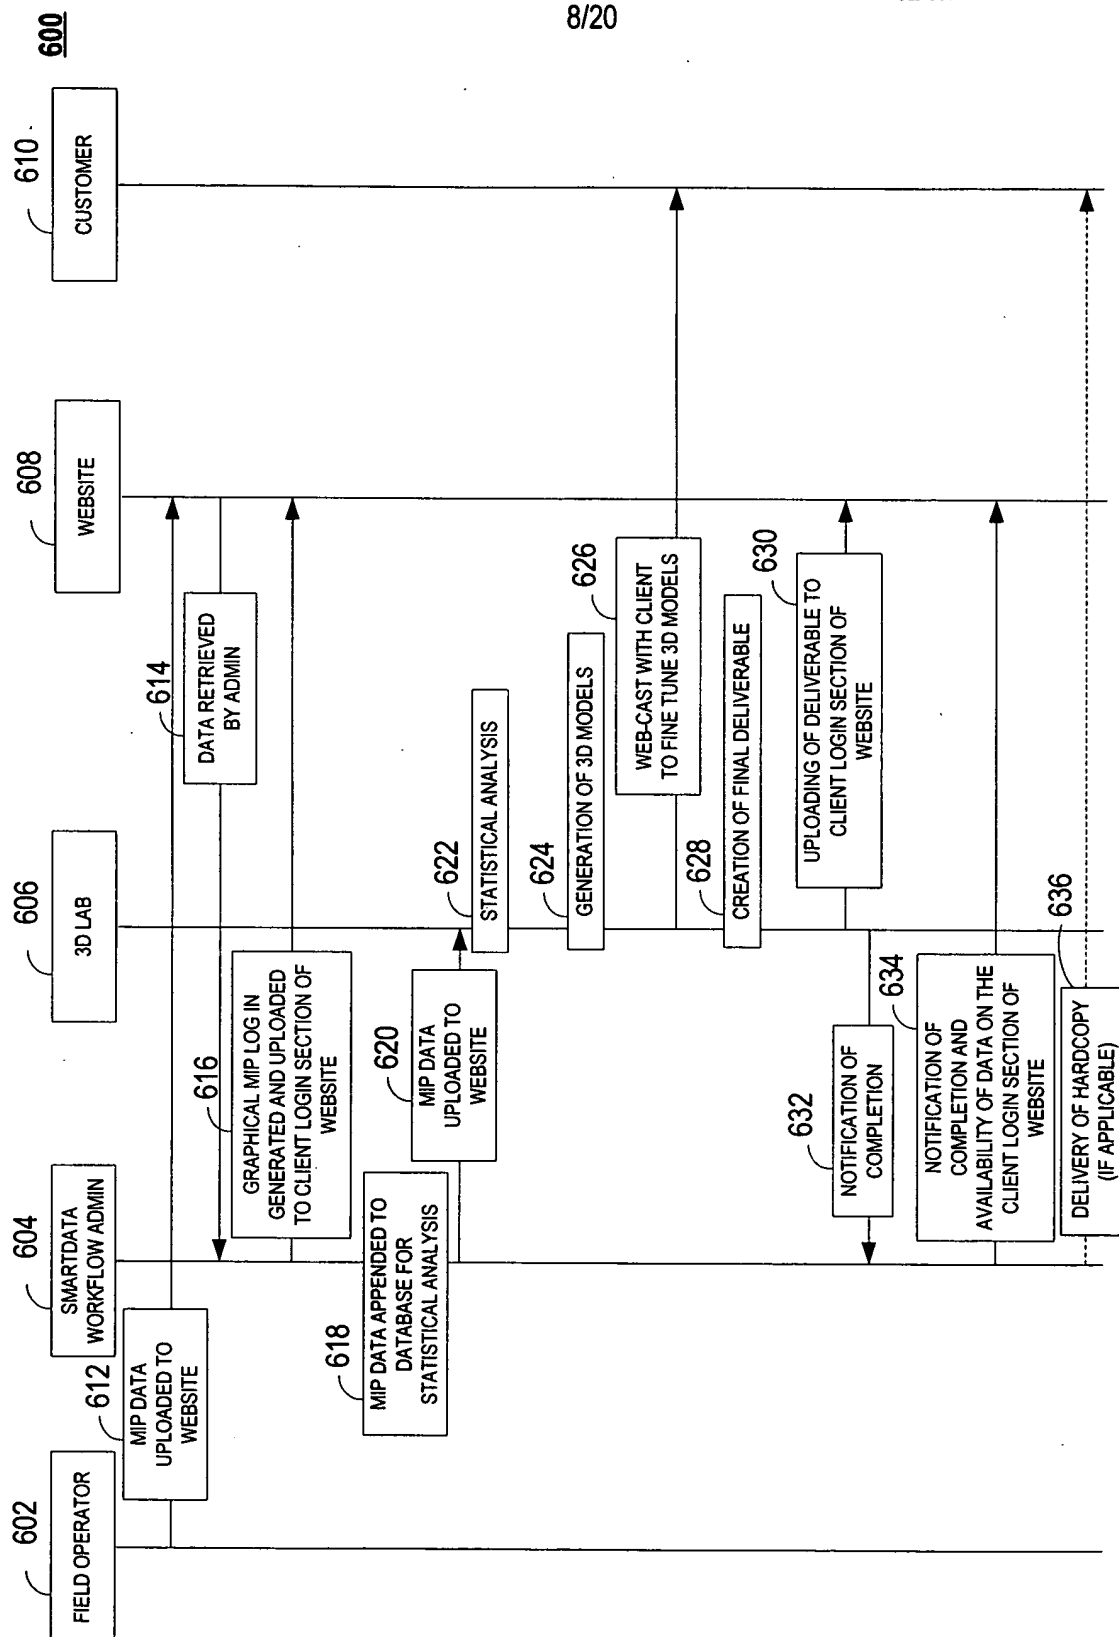 8/20
600
602
FIELD OPERATOR
604
SMARTDATA
WORKFLOW ADMIN
606
3D LAB
608
WEBSITE
610
CUSTOMER
612
MIP DATA
UPLOADED TO
WEBSITE
614
DATA RETRIEVED
BY ADMIN
616
GRAPHICAL MIP LOG IN
GENERATED AND UPLOADED
TO CLIENT LOGIN SECTION OF
WEBSITE
618
MIP DATA APPENDED TO
DATABASE FOR
STATISTICAL ANALYSIS
620
MIP DATA
UPLOADED TO
WEBSITE
622
STATISTICAL ANALYSIS
624
GENERATION OF 3D MODELS
626
WEB-CAST WITH CLIENT
TO FINE TUNE 3D MODELS
628
CREATION OF FINAL DELIVERABLE
630
UPLOADING OF DELIVERABLE TO
CLIENT LOGIN SECTION OF
WEBSITE
632
NOTIFICATION OF
COMPLETION
634
NOTIFICATION OF
COMPLETION AND
AVAILABILITY OF DATA ON THE
CLIENT LOGIN SECTION OF
WEBSITE
636
DELIVERY OF HARDCOPY
(IF APPLICABLE)